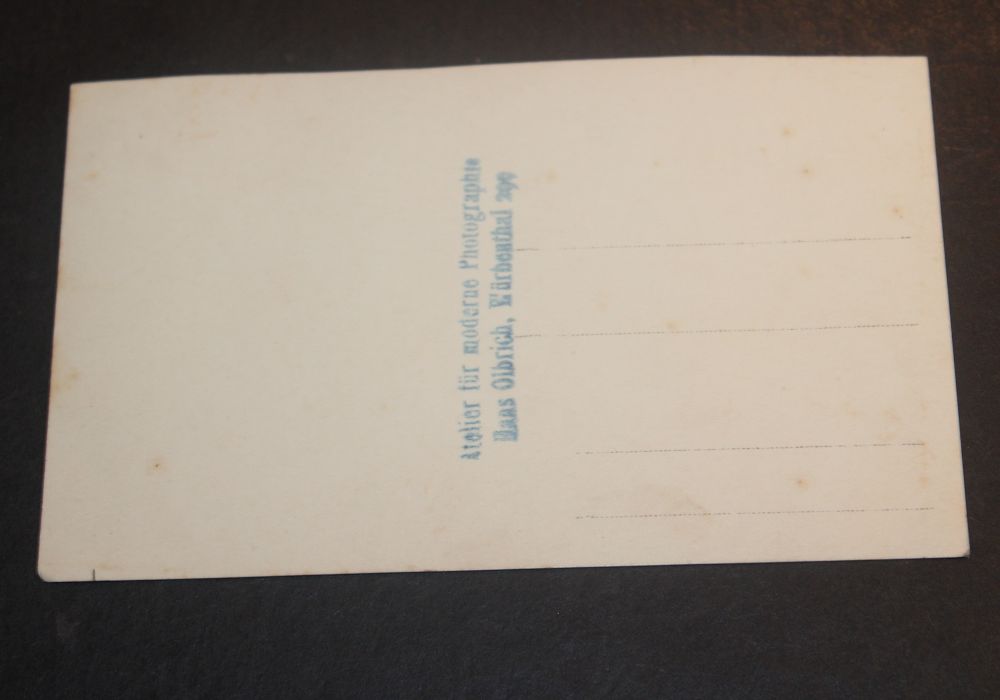 Atelier für moderne Photographie
Hans Olbrich, Würbenthal 290